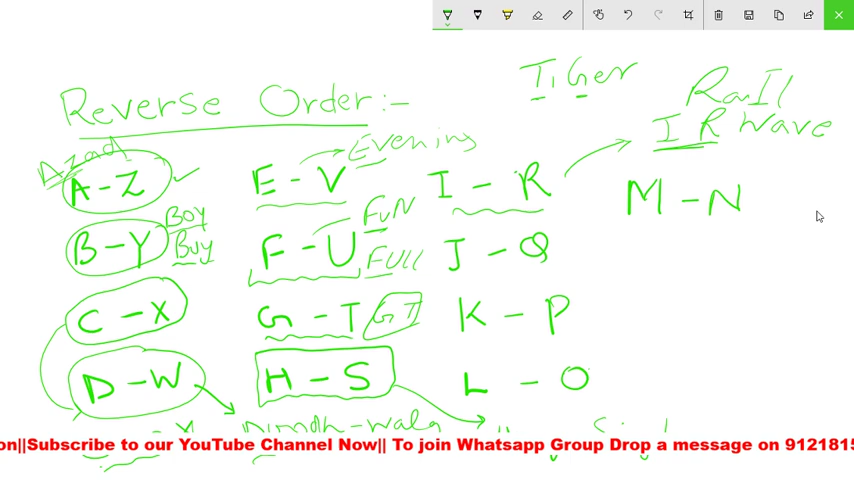 Reverse Order:-
Tiger
Rail
IR Wave
Azad
A-Z
E-V
Evening
I-R
M-N
Boy
Buy
B-Y
F-U
FuN
FULL
J-Q
C-X
G-T
GT
K-P
D-W
H-S
L-O
on||Subscribe to our YouTube Channel Now|| To join Whatsapp Group Drop a message on 9121815